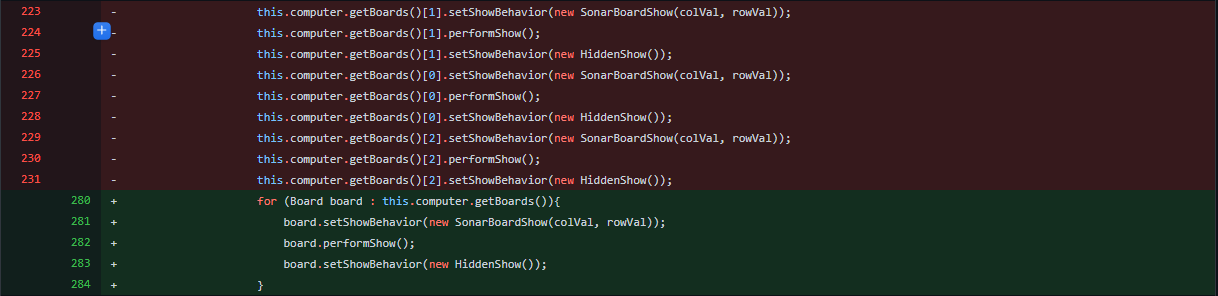 223 - this.computer.getBoards()[1].setShowBehavior(new SonarBoardShow(colVal, rowVal));
224 + - this.computer.getBoards()[1].performShow();
225 - this.computer.getBoards()[1].setShowBehavior(new HiddenShow());
226 - this.computer.getBoards()[0].setShowBehavior(new SonarBoardShow(colVal, rowVal));
227 - this.computer.getBoards()[0].performShow();
228 - this.computer.getBoards()[0].setShowBehavior(new HiddenShow());
229 - this.computer.getBoards()[2].setShowBehavior(new SonarBoardShow(colVal, rowVal));
230 - this.computer.getBoards()[2].performShow();
231 - this.computer.getBoards()[2].setShowBehavior(new HiddenShow());
280 + for (Board board : this.computer.getBoards()){
281 + board.setShowBehavior(new SonarBoardShow(colVal, rowVal));
282 + board.performShow();
283 + board.setShowBehavior(new HiddenShow());
284 + }